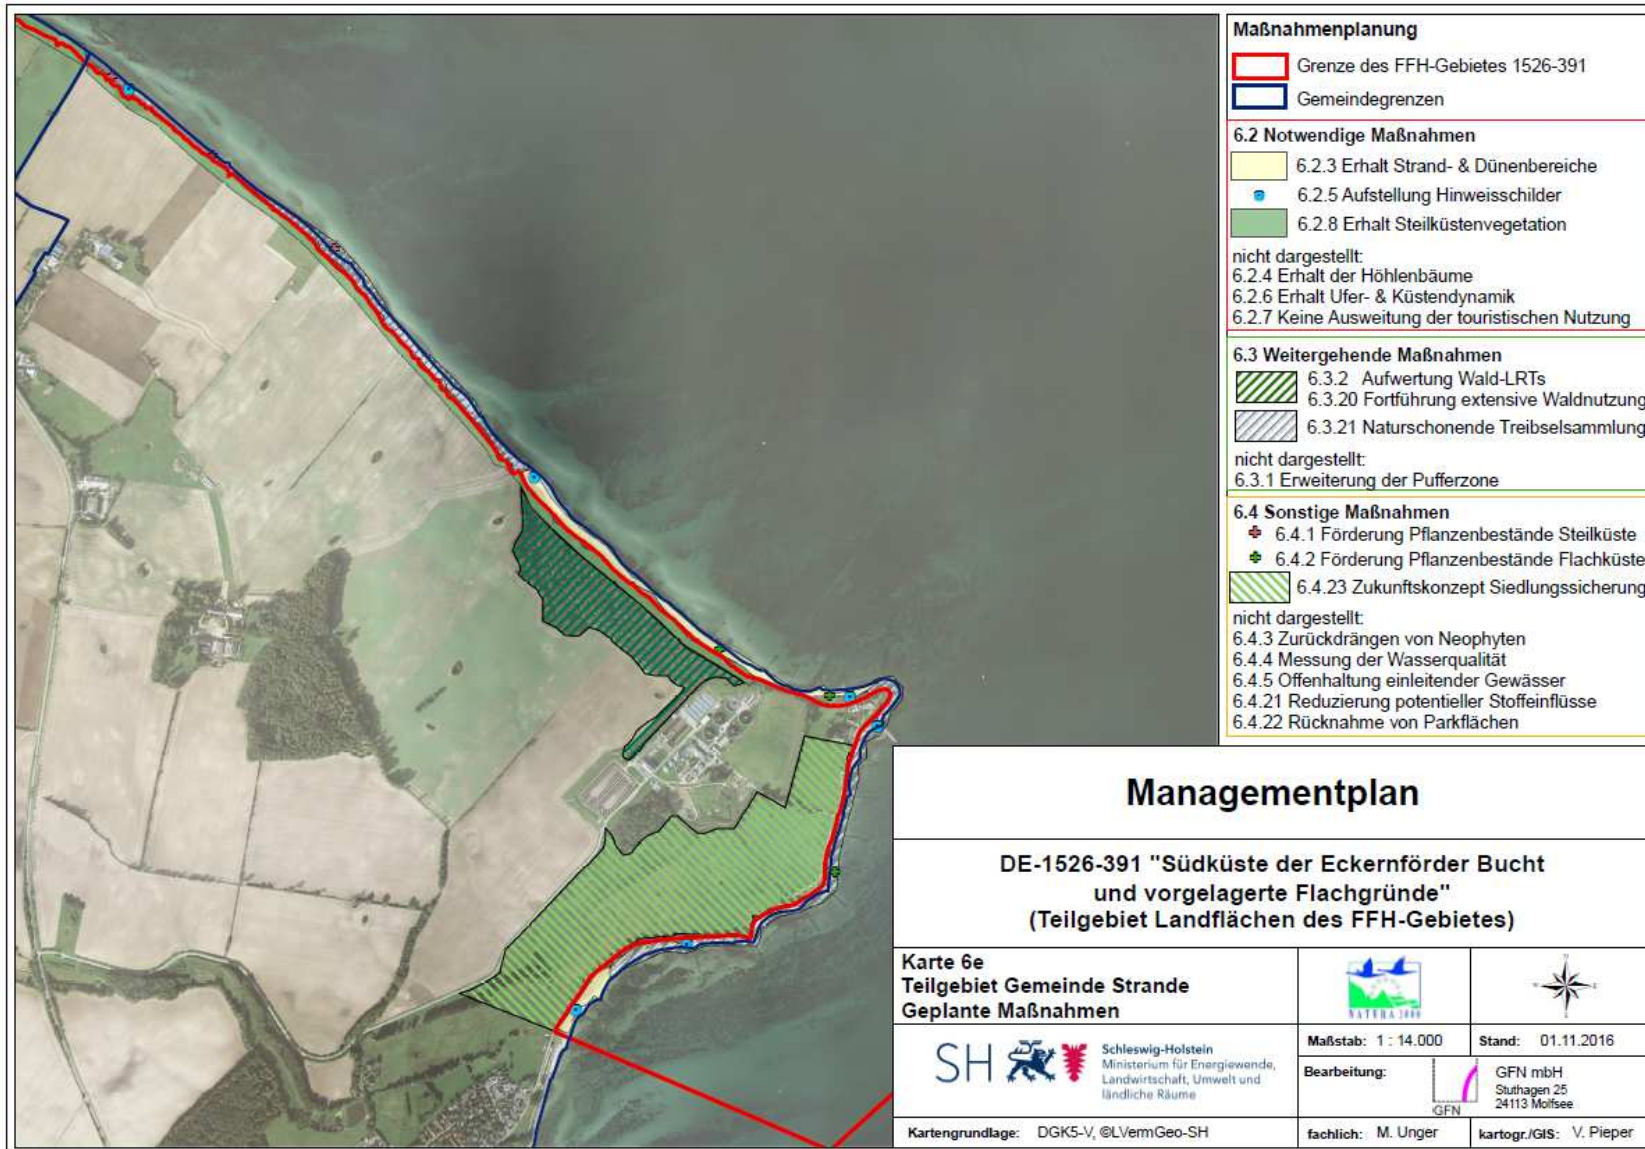 Maßnahmenplanung
Grenze des FFH-Gebietes 1526-391
Gemeindegrenzen
6.2 Notwendige Maßnahmen
6.2.3 Erhalt Strand- & Dünenbereiche
6.2.5 Aufstellung Hinweisschilder
6.2.8 Erhalt Steilküstenvegetation
nicht dargestellt:
6.2.4 Erhalt der Höhlenbäume
6.2.6 Erhalt Ufer- & Küstendynamik
6.2.7 Keine Ausweitung der touristischen Nutzung
6.3 Weitergehende Maßnahmen
6.3.2 Aufwertung Wald-LRTs
6.3.20 Fortführung extensive Waldnutzung
6.3.21 Naturschonende Treibselsammlung
nicht dargestellt:
6.3.1 Erweiterung der Pufferzone
6.4 Sonstige Maßnahmen
6.4.1 Förderung Pflanzenbestände Steilküste
6.4.2 Förderung Pflanzenbestände Flachküste
6.4.23 Zukunftskonzept Siedlungssicherung
nicht dargestellt:
6.4.3 Zurückdrängen von Neophyten
6.4.4 Messung der Wasserqualität
6.4.5 Offenhaltung einleitender Gewässer
6.4.21 Reduzierung potentieller Stoffeinflüsse
6.4.22 Rücknahme von Parkflächen
Managementplan
DE-1526-391 "Südküste der Eckernförder Bucht
und vorgelagerte Flachgründe"
(Teilgebiet Landflächen des FFH-Gebietes)
Karte 6e
Teilgebiet Gemeinde Strande
Geplante Maßnahmen
NATURA 2000
SH
Schleswig-Holstein
Ministerium für Energiewende,
Landwirtschaft, Umwelt und
ländliche Räume
Maßstab: 1 : 14.000
Stand: 01.11.2016
Bearbeitung:
GFN
GFN mbH
Stuthagen 25
24113 Molfsee
Kartengrundlage: DGK5-V, ©LVermGeo-SH
fachlich: M. Unger
kartogr./GIS: V. Pieper